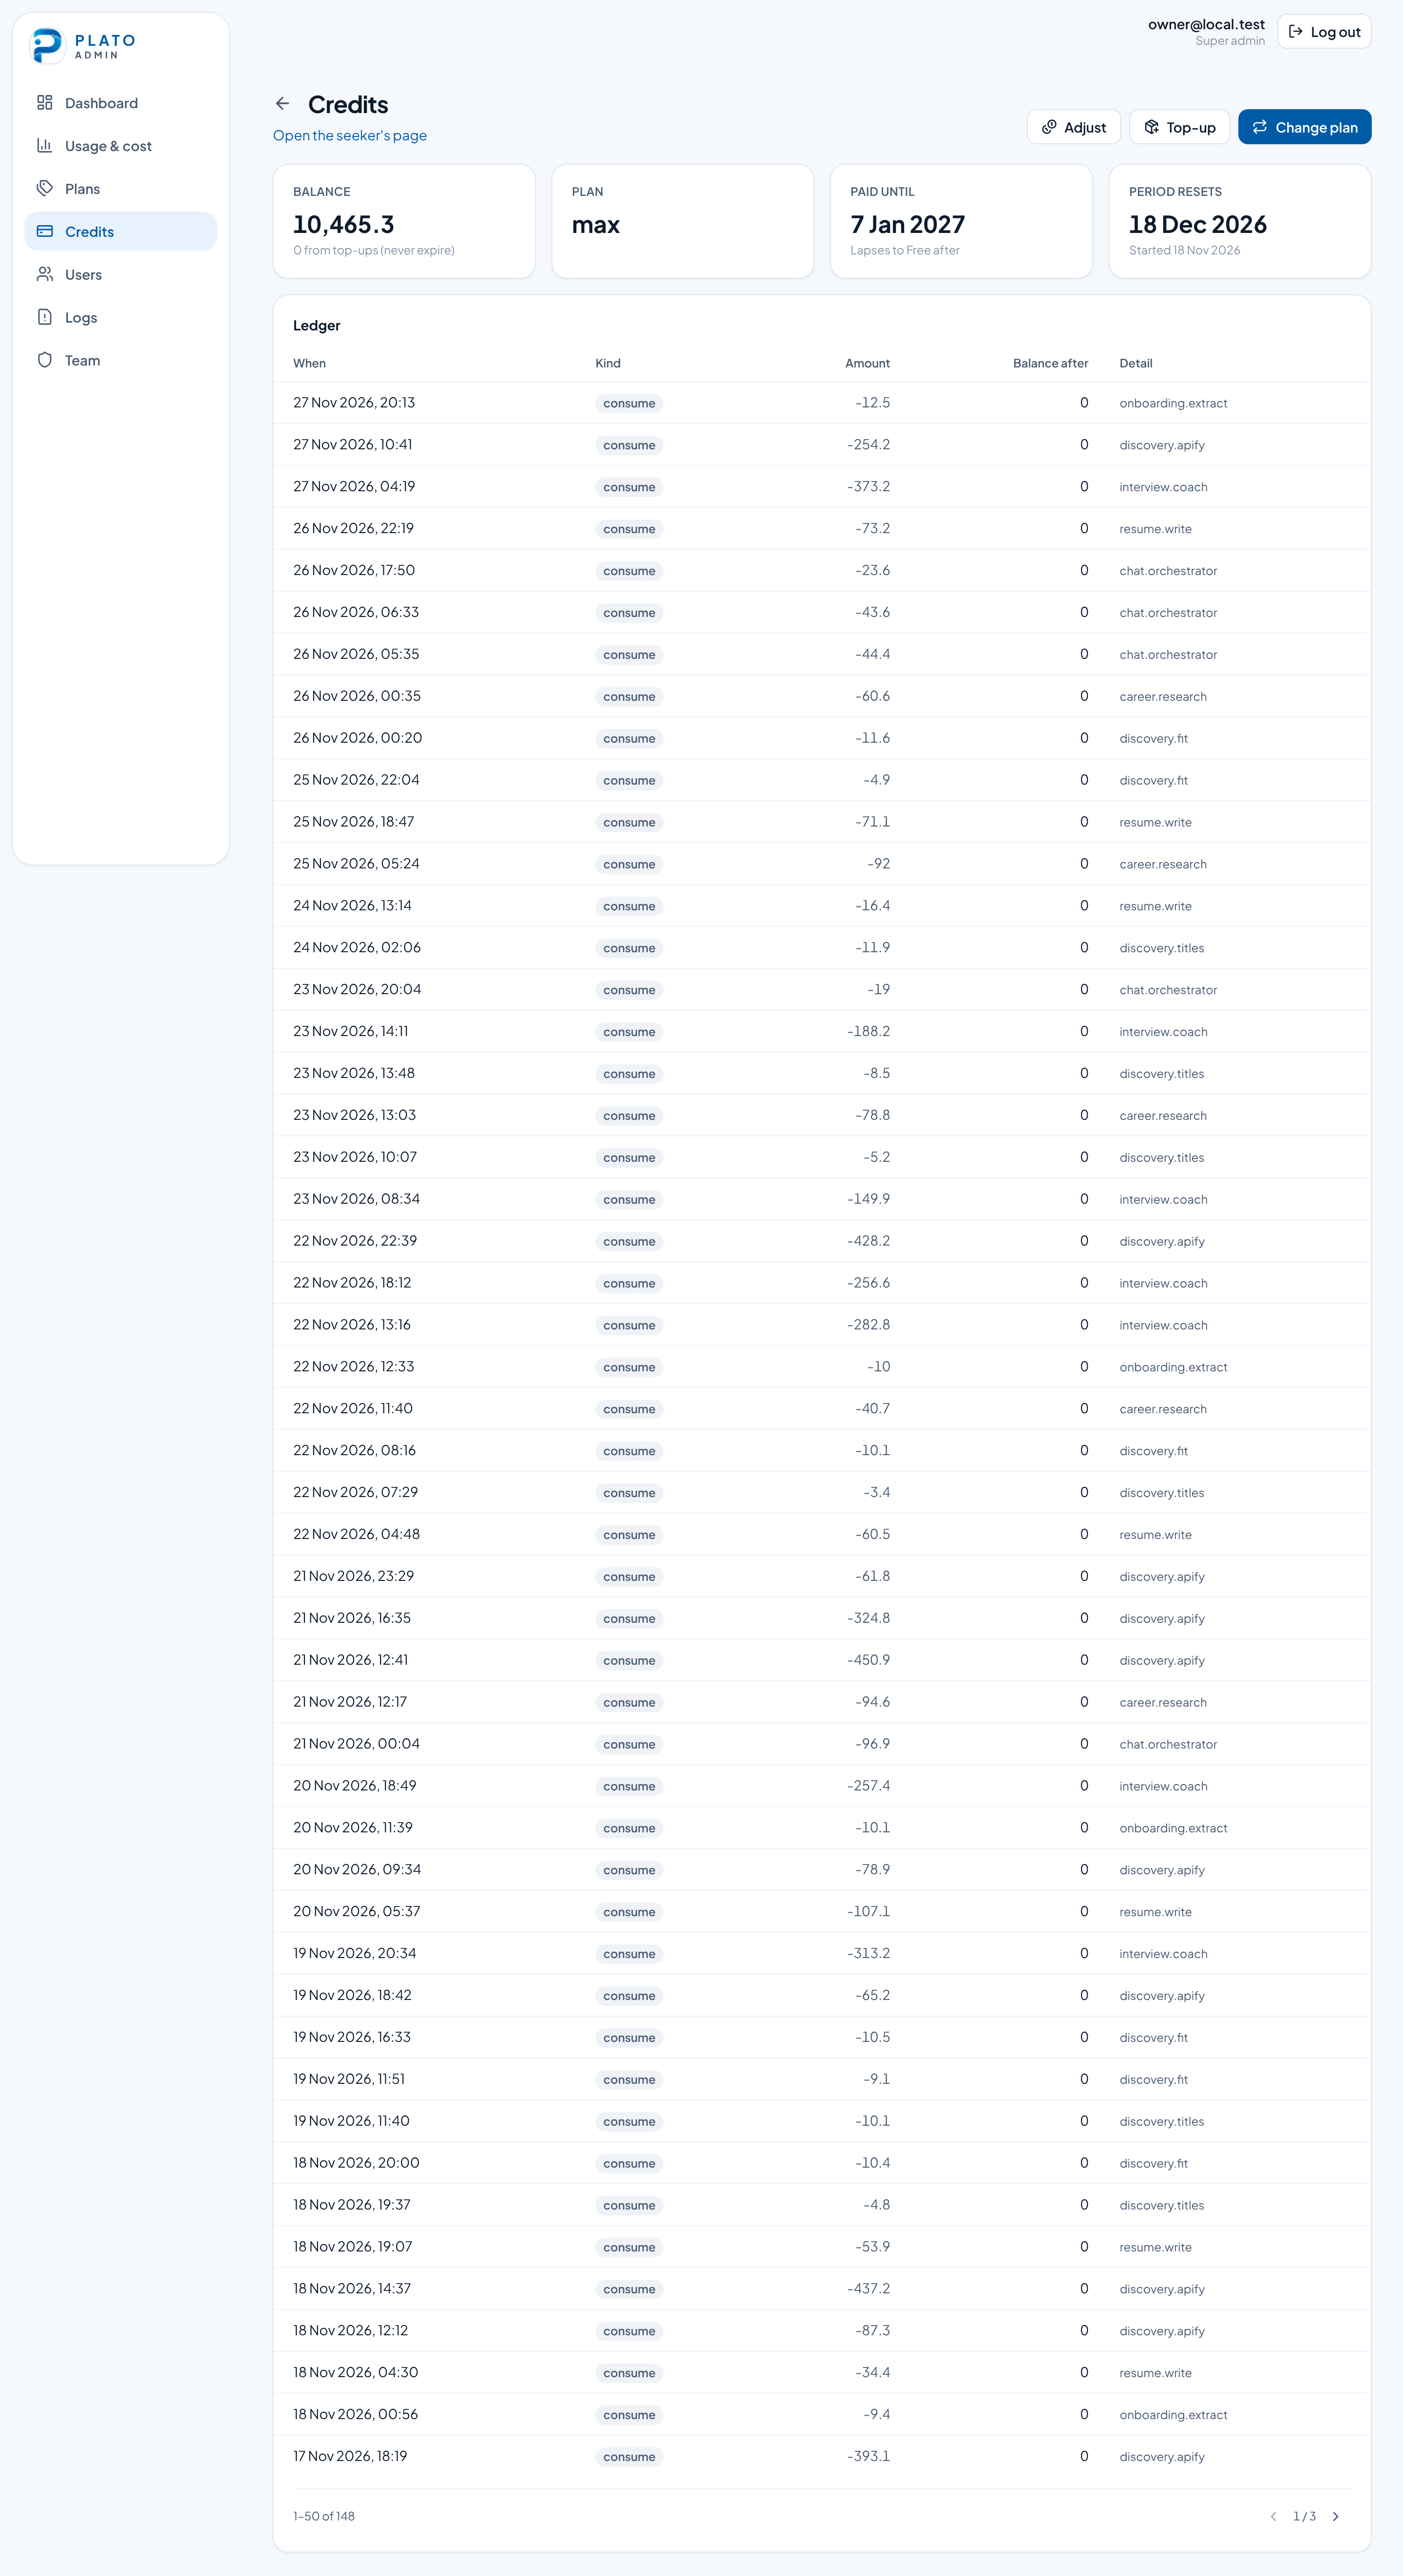 PLATO
ADMIN
Dashboard
Usage & cost
Plans
Credits
Users
Logs
Team
owner@local.test
Super admin
Log out
Credits
Open the seeker's page
Adjust
Top-up
Change plan
BALANCE
10,465.3
0 from top-ups (never expire)
PLAN
max
PAID UNTIL
7 Jan 2027
Lapses to Free after
PERIOD RESETS
18 Dec 2026
Started 18 Nov 2026
Ledger
When Kind Amount Balance after Detail
27 Nov 2026, 20:13 consume -12.5 0 onboarding.extract
27 Nov 2026, 10:41 consume -254.2 0 discovery.apify
27 Nov 2026, 04:19 consume -373.2 0 interview.coach
26 Nov 2026, 22:19 consume -73.2 0 resume.write
26 Nov 2026, 17:50 consume -23.6 0 chat.orchestrator
26 Nov 2026, 06:33 consume -43.6 0 chat.orchestrator
26 Nov 2026, 05:35 consume -44.4 0 chat.orchestrator
26 Nov 2026, 00:35 consume -60.6 0 career.research
26 Nov 2026, 00:20 consume -11.6 0 discovery.fit
25 Nov 2026, 22:04 consume -4.9 0 discovery.fit
25 Nov 2026, 18:47 consume -71.1 0 resume.write
25 Nov 2026, 05:24 consume -92 0 career.research
24 Nov 2026, 13:14 consume -16.4 0 resume.write
24 Nov 2026, 02:06 consume -11.9 0 discovery.titles
23 Nov 2026, 20:04 consume -19 0 chat.orchestrator
23 Nov 2026, 14:11 consume -188.2 0 interview.coach
23 Nov 2026, 13:48 consume -8.5 0 discovery.titles
23 Nov 2026, 13:03 consume -78.8 0 career.research
23 Nov 2026, 10:07 consume -5.2 0 discovery.titles
23 Nov 2026, 08:34 consume -149.9 0 interview.coach
22 Nov 2026, 22:39 consume -428.2 0 discovery.apify
22 Nov 2026, 18:12 consume -256.6 0 interview.coach
22 Nov 2026, 13:16 consume -282.8 0 interview.coach
22 Nov 2026, 12:33 consume -10 0 onboarding.extract
22 Nov 2026, 11:40 consume -40.7 0 career.research
22 Nov 2026, 08:16 consume -10.1 0 discovery.fit
22 Nov 2026, 07:29 consume -3.4 0 discovery.titles
22 Nov 2026, 04:48 consume -60.5 0 resume.write
21 Nov 2026, 23:29 consume -61.8 0 discovery.apify
21 Nov 2026, 16:35 consume -324.8 0 discovery.apify
21 Nov 2026, 12:41 consume -450.9 0 discovery.apify
21 Nov 2026, 12:17 consume -94.6 0 career.research
21 Nov 2026, 00:04 consume -96.9 0 chat.orchestrator
20 Nov 2026, 18:49 consume -257.4 0 interview.coach
20 Nov 2026, 11:39 consume -10.1 0 onboarding.extract
20 Nov 2026, 09:34 consume -78.9 0 discovery.apify
20 Nov 2026, 05:37 consume -107.1 0 resume.write
19 Nov 2026, 20:34 consume -313.2 0 interview.coach
19 Nov 2026, 18:42 consume -65.2 0 discovery.apify
19 Nov 2026, 16:33 consume -10.5 0 discovery.fit
19 Nov 2026, 11:51 consume -9.1 0 discovery.fit
19 Nov 2026, 11:40 consume -10.1 0 discovery.titles
18 Nov 2026, 20:00 consume -10.4 0 discovery.fit
18 Nov 2026, 19:37 consume -4.8 0 discovery.titles
18 Nov 2026, 19:07 consume -53.9 0 resume.write
18 Nov 2026, 14:37 consume -437.2 0 discovery.apify
18 Nov 2026, 12:12 consume -87.3 0 discovery.apify
18 Nov 2026, 04:30 consume -34.4 0 resume.write
18 Nov 2026, 00:56 consume -9.4 0 onboarding.extract
17 Nov 2026, 18:19 consume -393.1 0 discovery.apify
1–50 of 148
1 / 3